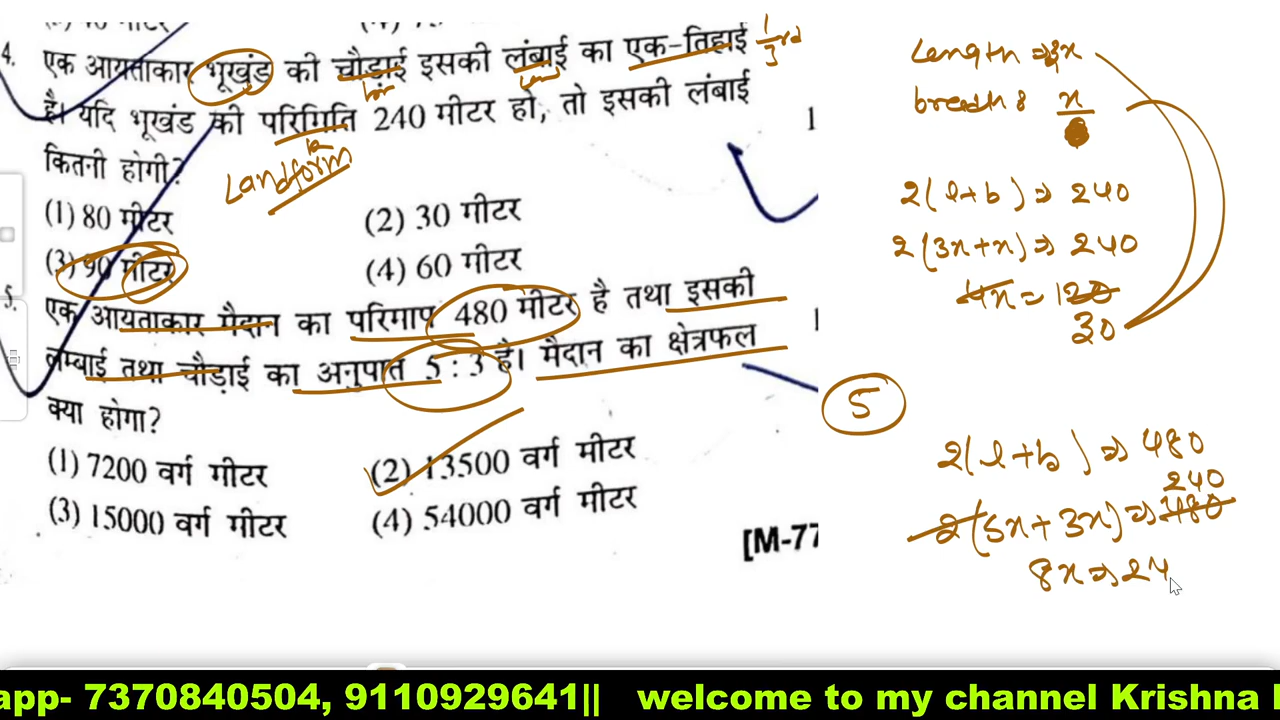 4. एक आयताकार भूखंड की चौड़ाई इसकी लंबाई का एक-तिहाई 1/3rd
है। यदि भूखंड की परिमिति 240 मीटर हो, तो इसकी लंबाई
कितनी होगी?
Landform
(1) 80 मीटर (2) 30 मीटर
(3) 90 मीटर (4) 60 मीटर
5. एक आयताकार मैदान का परिमाप 480 मीटर है तथा इसकी
लम्बाई तथा चौड़ाई का अनुपात 5 : 3 है। मैदान का क्षेत्रफल
क्या होगा?
(1) 7200 वर्ग मीटर (2) 13500 वर्ग मीटर
(3) 15000 वर्ग मीटर (4) 54000 वर्ग मीटर
[M-77
Length ⇒ 3x
x
2(l+b) ⇒ 240
2(3x+x) ⇒ 240
4x = 120
30
5
2(l+b) ⇒ 480
240
2(5x+3x) ⇒ 480
8x ⇒ 24
app- 7370840504, 9110929641|| welcome to my channel Krishna